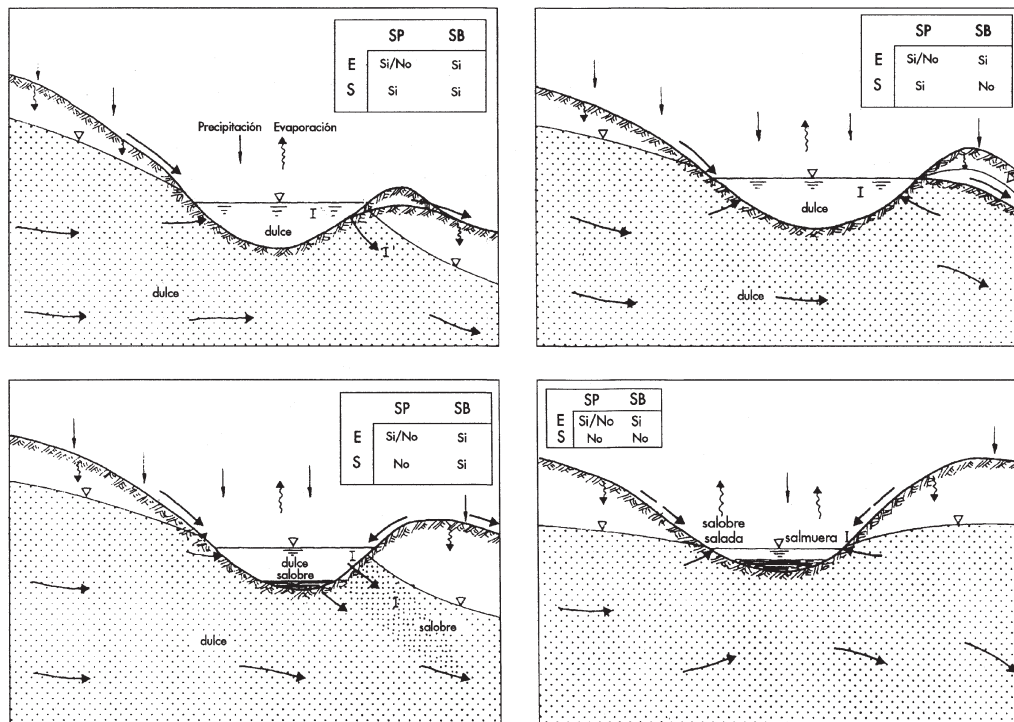 SP SB
E Si/No Si
S Si Si
Precipitación Evaporación
I
dulce
I'
dulce
SP SB
E Si/No Si
S Si No
I
dulce
dulce
SP SB
E Si/No Si
S No Si
I
dulce
salobre
I
salobre
dulce
SP SB
E Si/No Si
S No No
salobre
salada
salmuera I